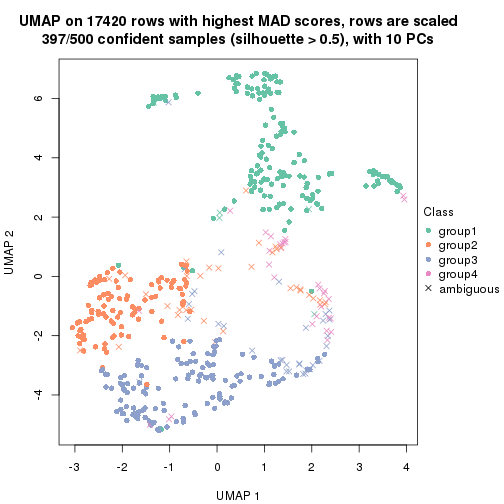 UMAP on 17420 rows with highest MAD scores, rows are scaled
397/500 confident samples (silhouette > 0.5), with 10 PCs
6
4
2
0
-2
-4
UMAP 2
-3
-2
-1
0
1
2
3
4
UMAP 1
Class
group1
group2
group3
group4
ambiguous